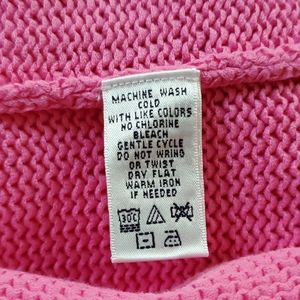 MACHINE WASH
COLD
WITH LIKE COLORS
NO CHLORINE
BLEACH
GENTLE CYCLE
DO NOT WRING
OR TWIST
DRY FLAT
WARM IRON
IF NEEDED
30C